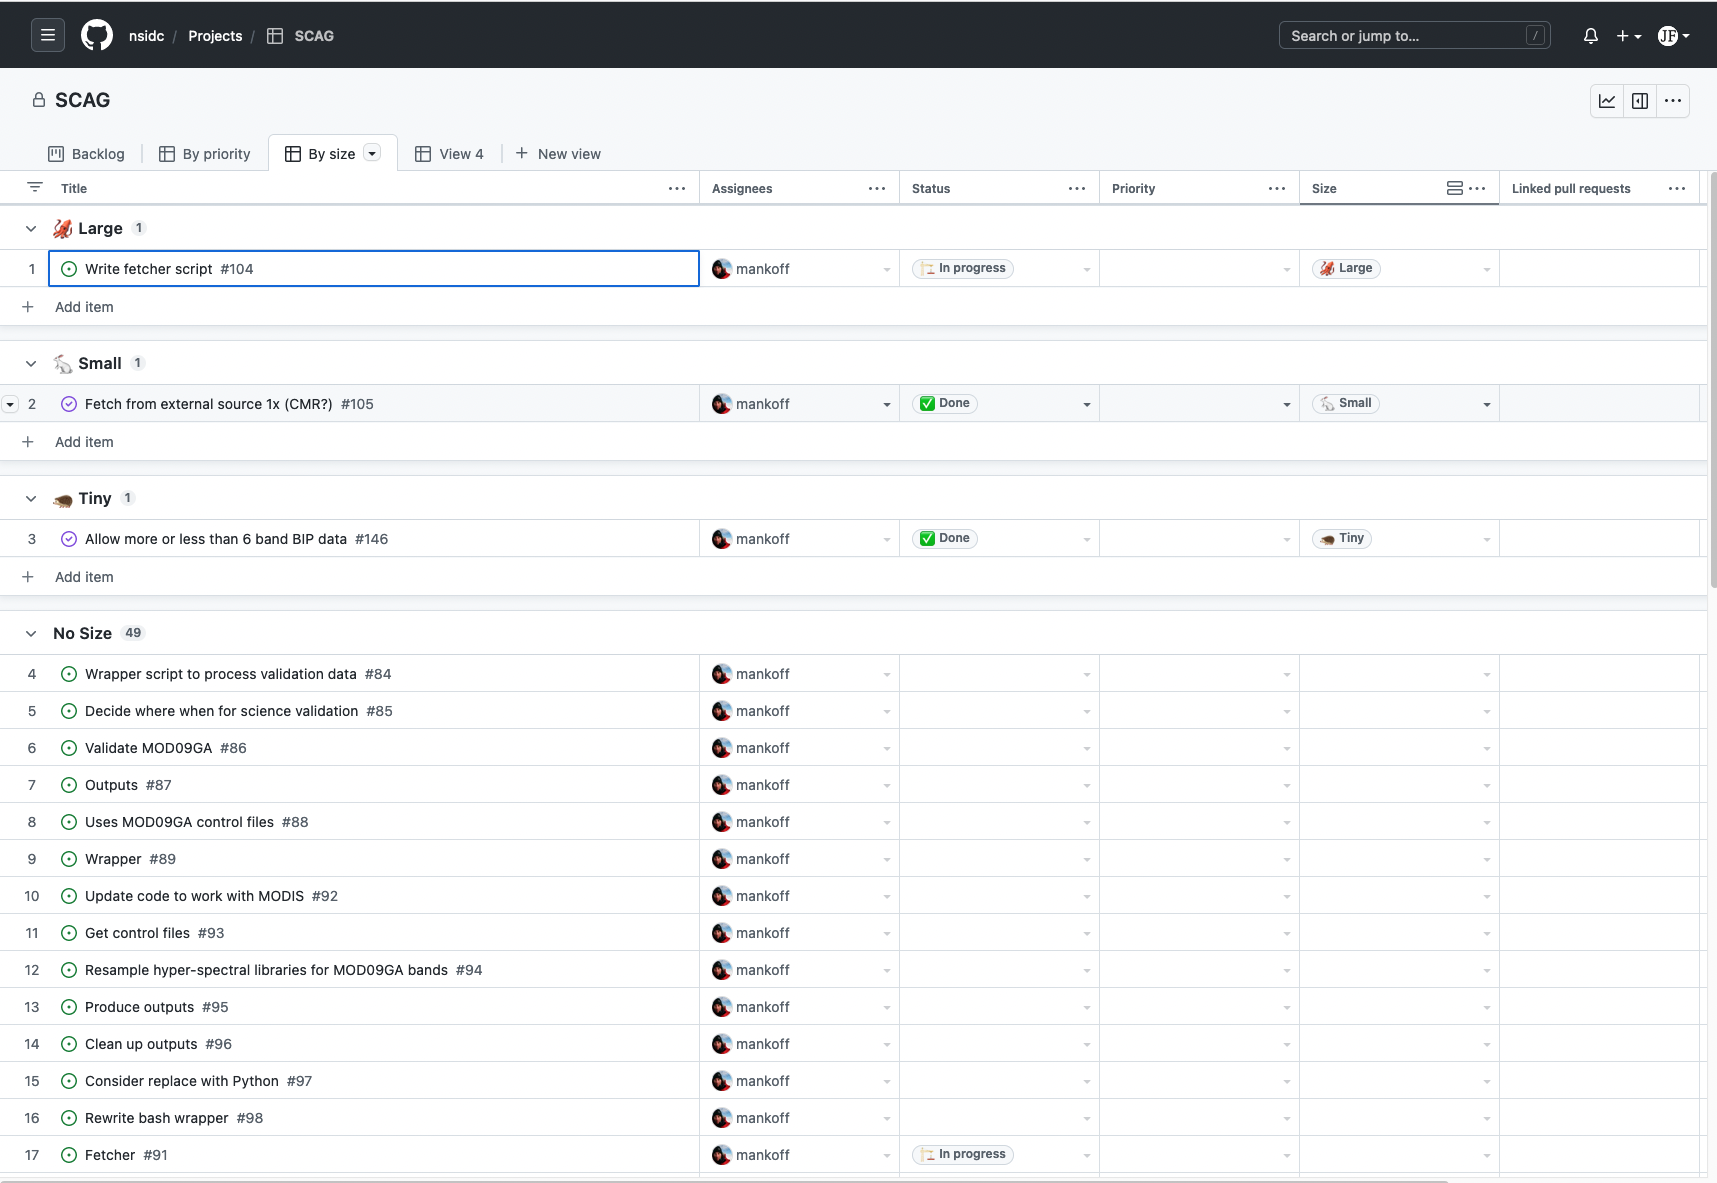 nsidc / Projects / SCAG Search or jump to... / JF
SCAG
Backlog By priority By size View 4 + New view
Title Assignees Status Priority Size Linked pull requests
Large 1
1 Write fetcher script #104 mankoff In progress Large
+ Add item
Small 1
2 Fetch from external source 1x (CMR?) #105 mankoff Done Small
+ Add item
Tiny 1
3 Allow more or less than 6 band BIP data #146 mankoff Done Tiny
+ Add item
No Size 49
4 Wrapper script to process validation data #84 mankoff
5 Decide where when for science validation #85 mankoff
6 Validate MOD09GA #86 mankoff
7 Outputs #87 mankoff
8 Uses MOD09GA control files #88 mankoff
9 Wrapper #89 mankoff
10 Update code to work with MODIS #92 mankoff
11 Get control files #93 mankoff
12 Resample hyper-spectral libraries for MOD09GA bands #94 mankoff
13 Produce outputs #95 mankoff
14 Clean up outputs #96 mankoff
15 Consider replace with Python #97 mankoff
16 Rewrite bash wrapper #98 mankoff
17 Fetcher #91 mankoff In progress